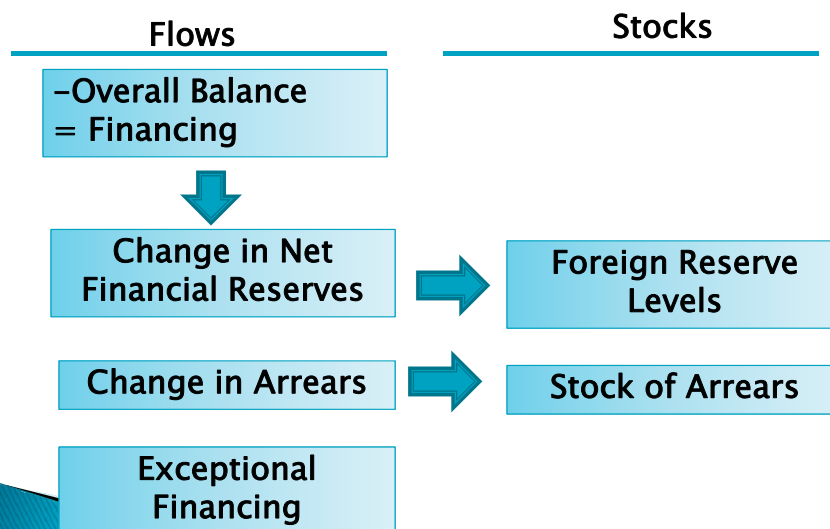 Flows
Stocks
–Overall Balance
= Financing
Change in Net
Financial Reserves
Foreign Reserve
Levels
Change in Arrears
Stock of Arrears
Exceptional
Financing